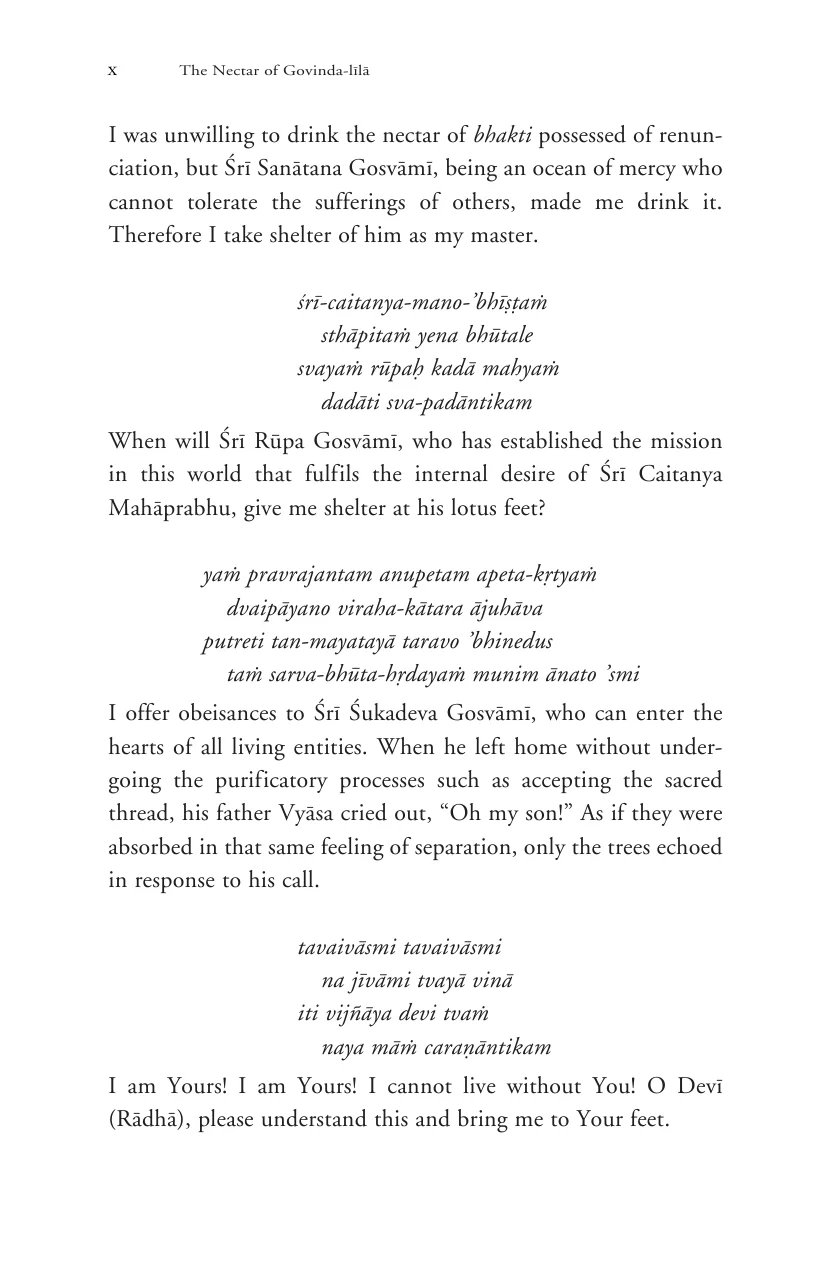 x The Nectar of Govinda-līlā
I was unwilling to drink the nectar of bhakti possessed of renun-
ciation, but Śrī Sanātana Gosvāmī, being an ocean of mercy who
cannot tolerate the sufferings of others, made me drink it.
Therefore I take shelter of him as my master.
śrī-caitanya-mano-’bhīṣṭaṁ
sthāpitaṁ yena bhūtale
svayaṁ rūpaḥ kadā mahyaṁ
dadāti sva-padāntikam
When will Śrī Rūpa Gosvāmī, who has established the mission
in this world that fulfils the internal desire of Śrī Caitanya
Mahāprabhu, give me shelter at his lotus feet?
yaṁ pravrajantam anupetam apeta-kṛtyaṁ
dvaipāyano viraha-kātara ājuhāva
putreti tan-mayatayā taravo ’bhinedus
taṁ sarva-bhūta-hṛdayaṁ munim ānato ’smi
I offer obeisances to Śrī Śukadeva Gosvāmī, who can enter the
hearts of all living entities. When he left home without under-
going the purificatory processes such as accepting the sacred
thread, his father Vyāsa cried out, “Oh my son!” As if they were
absorbed in that same feeling of separation, only the trees echoed
in response to his call.
tavaivāsmi tavaivāsmi
na jīvāmi tvayā vinā
iti vijñāya devi tvaṁ
naya māṁ caraṇāntikam
I am Yours! I am Yours! I cannot live without You! O Devī
(Rādhā), please understand this and bring me to Your feet.